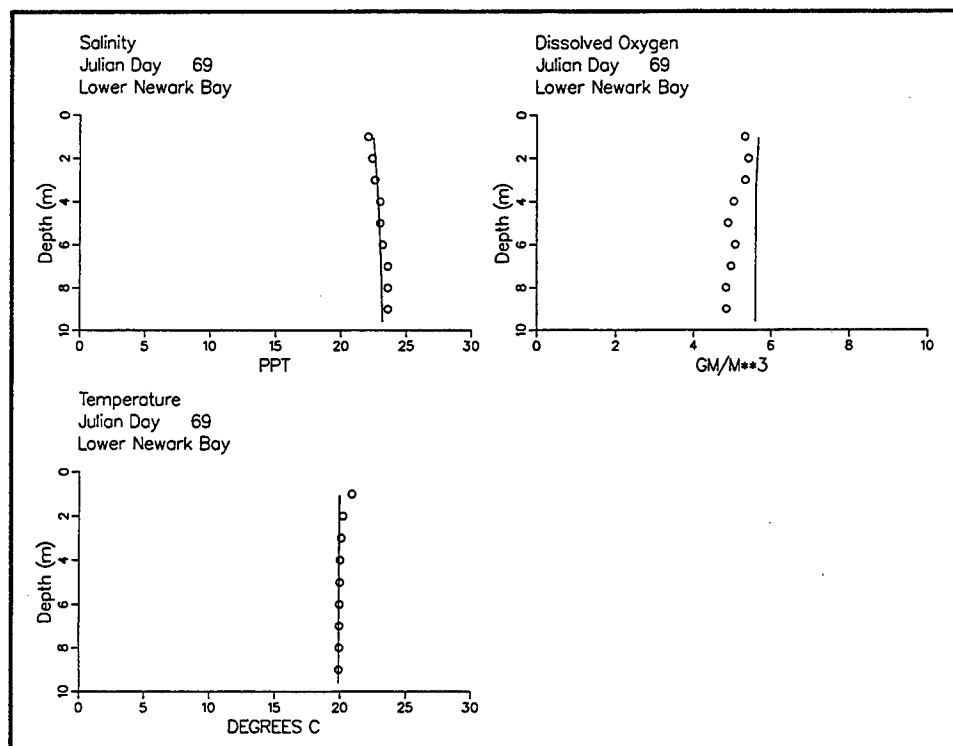 Salinity
Julian Day 69
Lower Newark Bay
0
2
4
6
8
10
Depth (m)
0 5 10 15 20 25 30
PPT
Dissolved Oxygen
Julian Day 69
Lower Newark Bay
0
2
4
6
8
10
Depth (m)
0 2 4 6 8 10
GM/M**3
Temperature
Julian Day 69
Lower Newark Bay
0
2
4
6
8
10
Depth (m)
0 5 10 15 20 25 30
DEGREES C